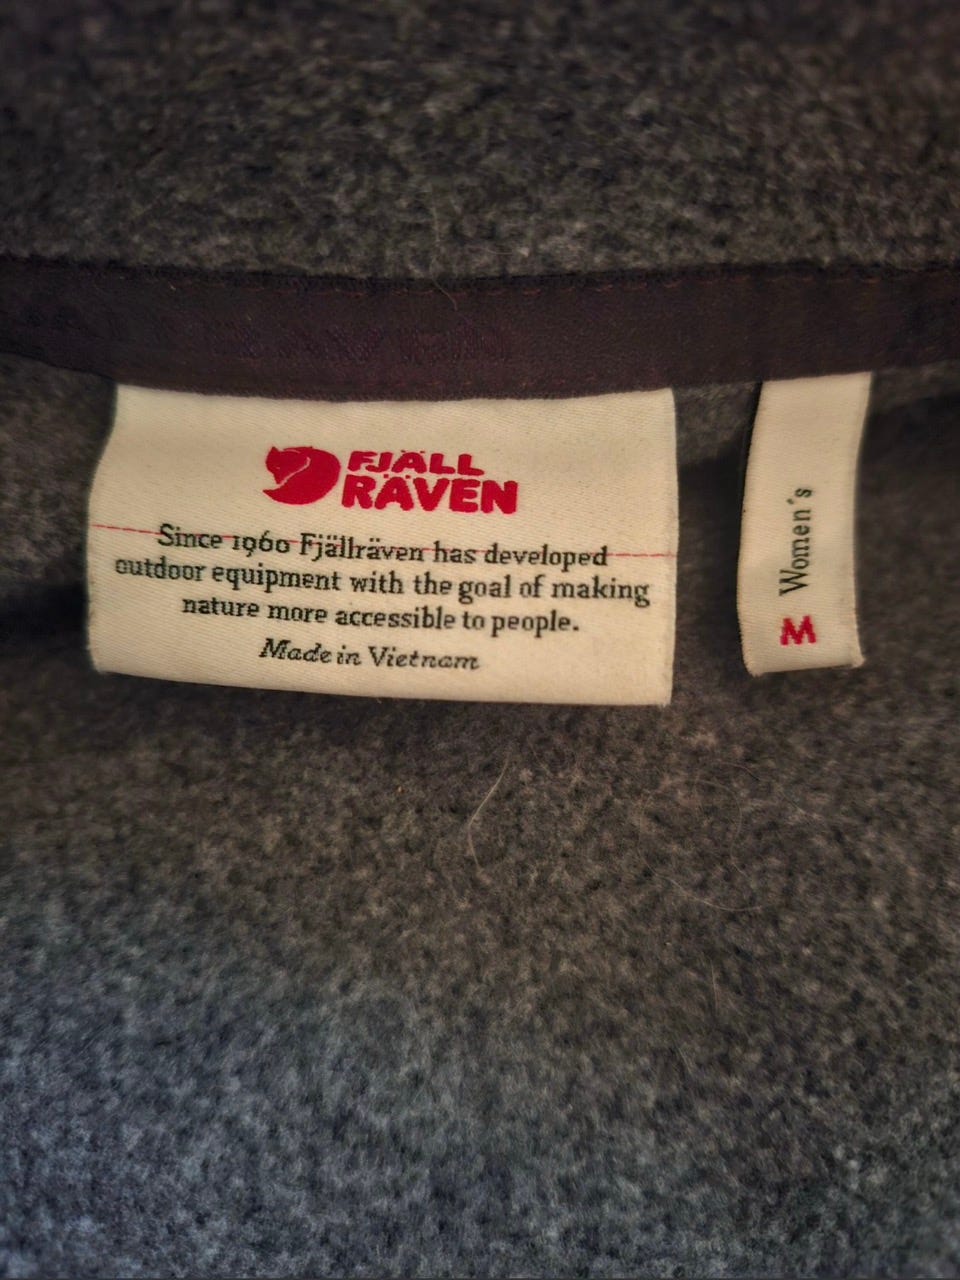 FJÄLL
RÄVEN
Since 1960 Fjällräven has developed
outdoor equipment with the goal of making
nature more accessible to people.
Made in Vietnam
Women´s
M